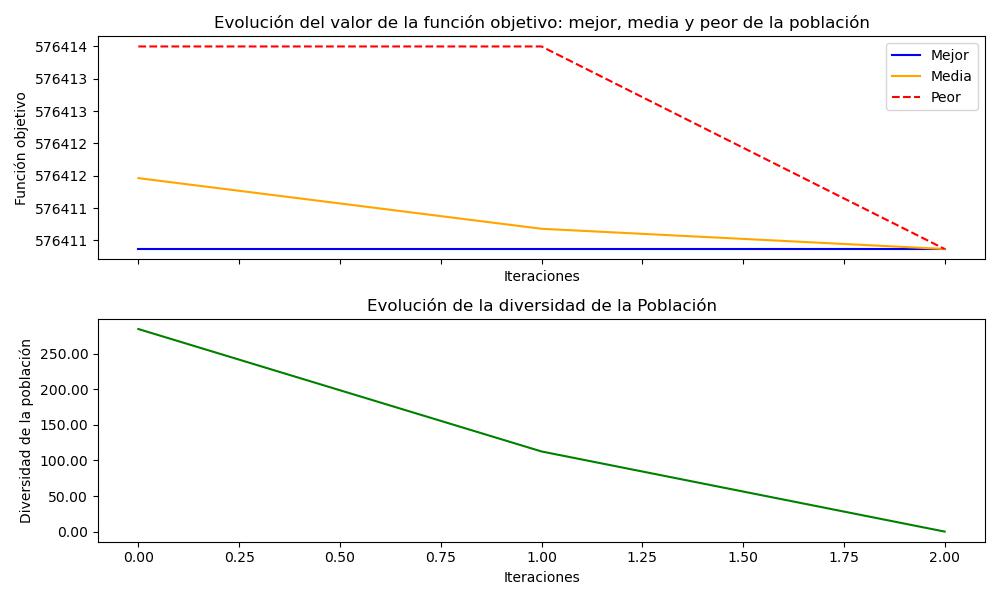 Evolución del valor de la función objetivo: mejor, media y peor de la población
Función objetivo
576414
576413
576413
576412
576412
576411
576411
Mejor
Media
Peor
Iteraciones
Evolución de la diversidad de la Población
Diversidad de la población
250.00
200.00
150.00
100.00
50.00
0.00
0.00 0.25 0.50 0.75 1.00 1.25 1.50 1.75 2.00
Iteraciones